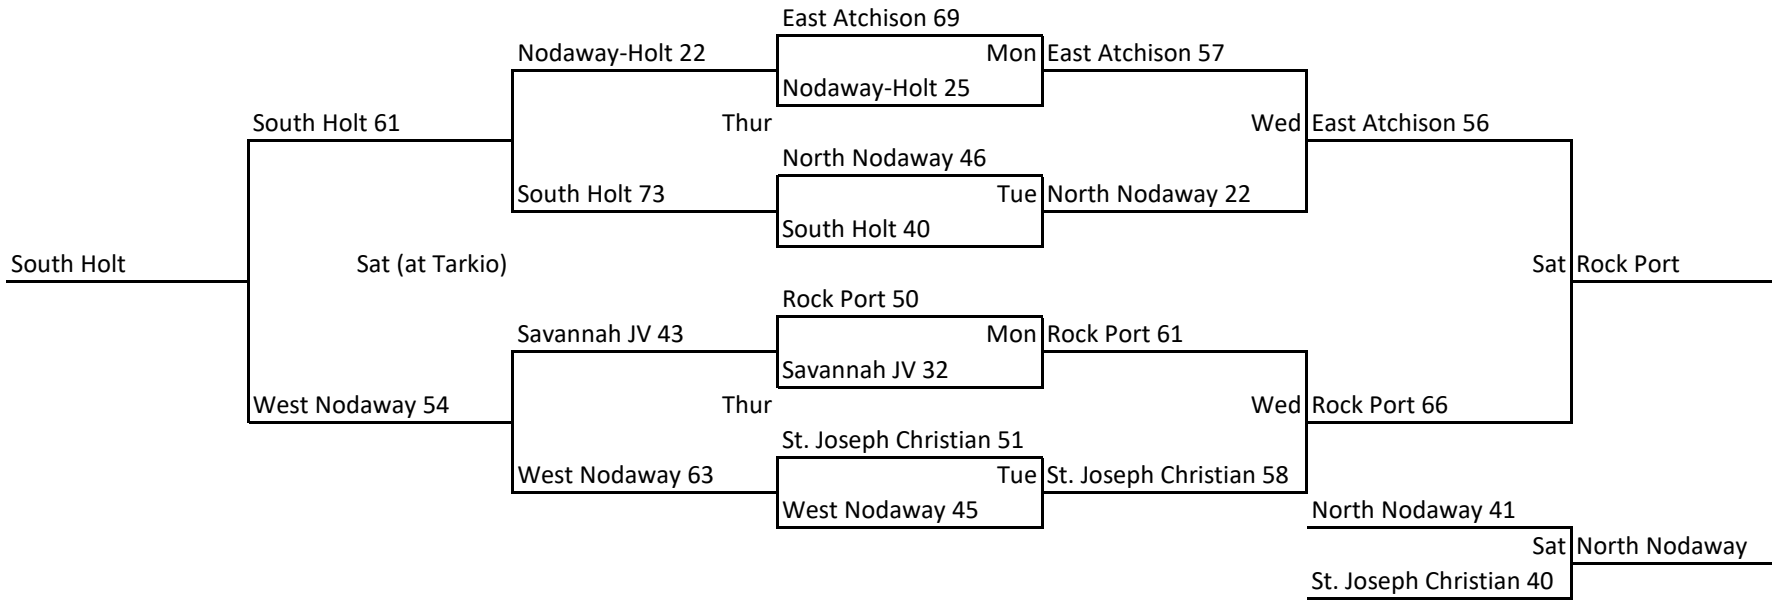 East Atchison 69
Nodaway-Holt 22
Mon East Atchison 57
Nodaway-Holt 25
South Holt 61
Thur
Wed East Atchison 56
North Nodaway 46
South Holt 73
Tue North Nodaway 22
South Holt 40
South Holt
Sat (at Tarkio)
Sat Rock Port
Rock Port 50
Savannah JV 43
Mon Rock Port 61
Savannah JV 32
West Nodaway 54
Thur
Wed Rock Port 66
St. Joseph Christian 51
West Nodaway 63
Tue St. Joseph Christian 58
West Nodaway 45
North Nodaway 41
Sat North Nodaway
St. Joseph Christian 40